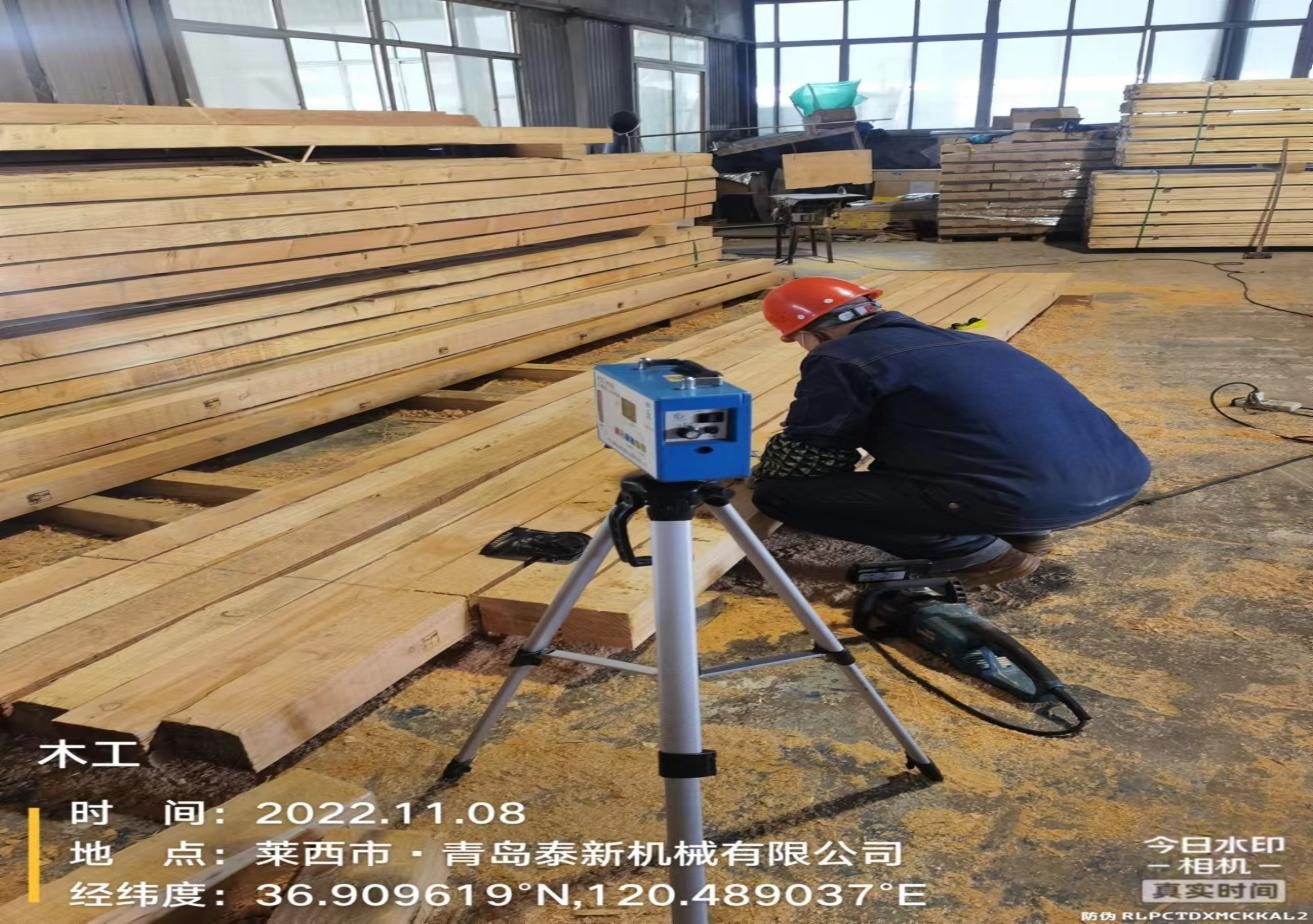 木工
时 间：2022.11.08
地 点：莱西市·青岛泰新机械有限公司
经纬度：36.909619°N,120.489037°E
今日水印
相机
真实时间
防伪 RLPCTDXMCKKAL2